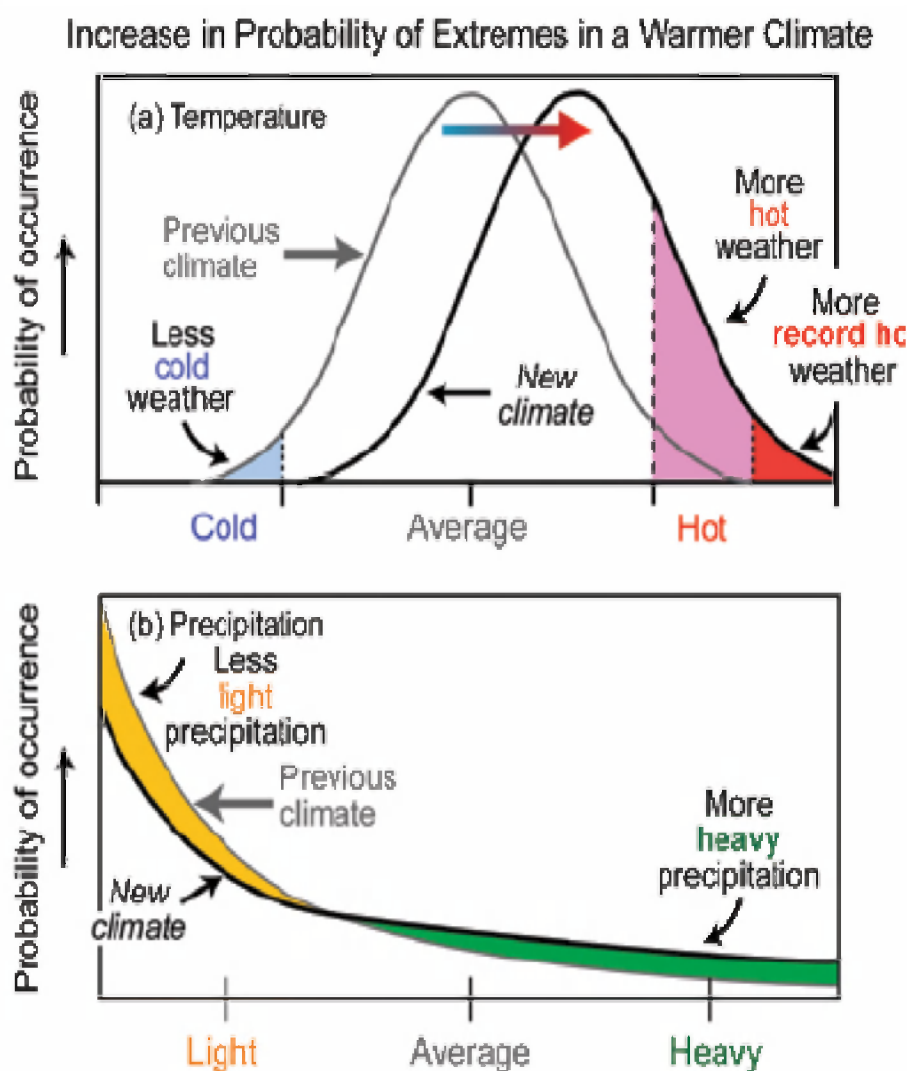 Increase in Probability of Extremes in a Warmer Climate
(a) Temperature
Probability of occurrence
Previous
climate
Less
cold
weather
New
climate
More
hot
weather
More
record ho
weather
Cold
Average
Hot
(b) Precipitation
Probability of occurrence
Less
light
precipitation
Previous
climate
New
climate
More
heavy
precipitation
Light
Average
Heavy